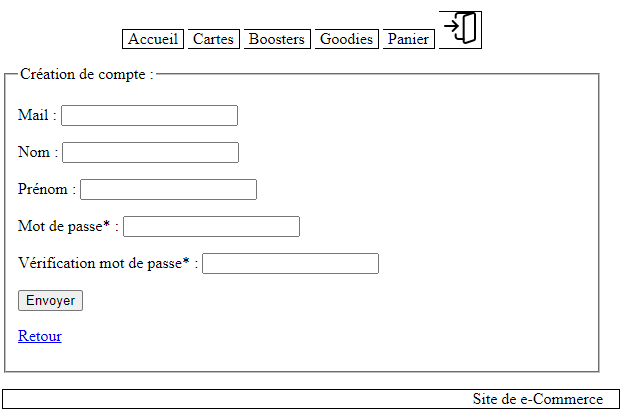 Accueil Cartes Boosters Goodies Panier
Création de compte :
Mail :
Nom :
Prénom :
Mot de passe* :
Vérification mot de passe* :
Envoyer
Retour
Site de e-Commerce